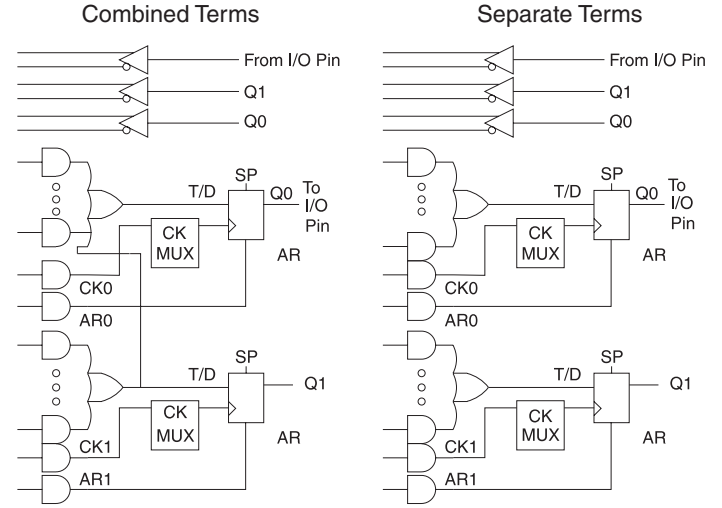 Combined Terms
From I/O Pin
Q1
Q0
SP
T/D
Q0
To
I/O
Pin
CK
MUX
AR
CK0
AR0
SP
T/D
Q1
CK
MUX
CK1
AR
AR1
Separate Terms
From I/O Pin
Q1
Q0
SP
T/D
Q0
To
I/O
Pin
CK
MUX
AR
CK0
AR0
SP
T/D
Q1
CK
MUX
CK1
AR
AR1